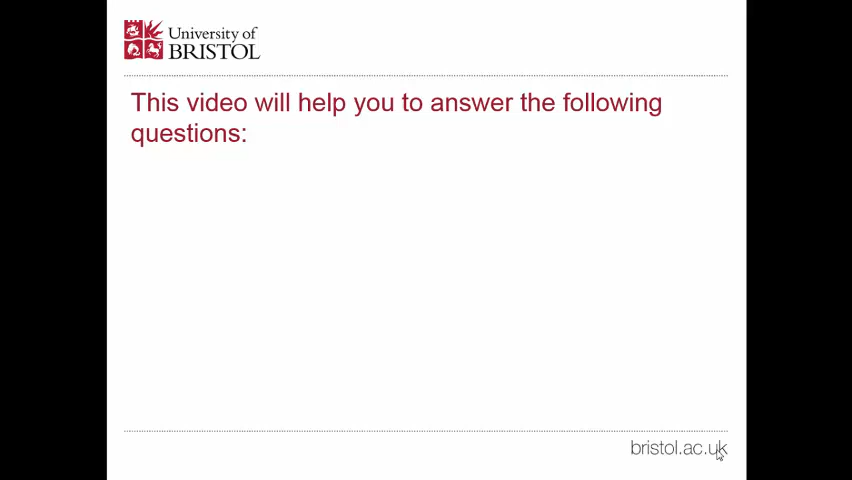 University of
BRISTOL
This video will help you to answer the following
questions:
bristol.ac.uk